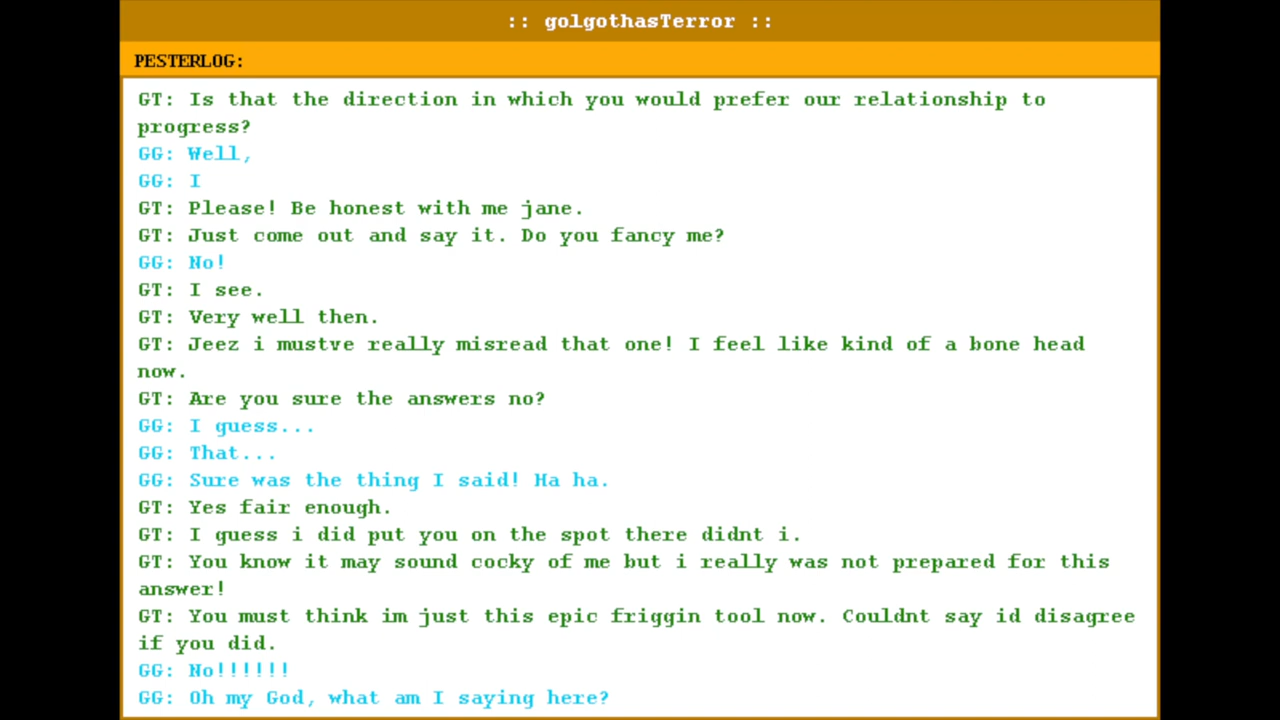 :: golgothasTerror ::
PESTERLOG:
GT: Is that the direction in which you would prefer our relationship to
progress?
GG: Well,
GG: I
GT: Please! Be honest with me jane.
GT: Just come out and say it. Do you fancy me?
GG: No!
GT: I see.
GT: Very well then.
GT: Jeez i mustve really misread that one! I feel like kind of a bone head
now.
GT: Are you sure the answers no?
GG: I guess...
GG: That...
GG: Sure was the thing I said! Ha ha.
GT: Yes fair enough.
GT: I guess i did put you on the spot there didnt i.
GT: You know it may sound cocky of me but i really was not prepared for this
answer!
GT: You must think im just this epic friggin tool now. Couldnt say id disagree
if you did.
GG: No!!!!!!
GG: Oh my God, what am I saying here?